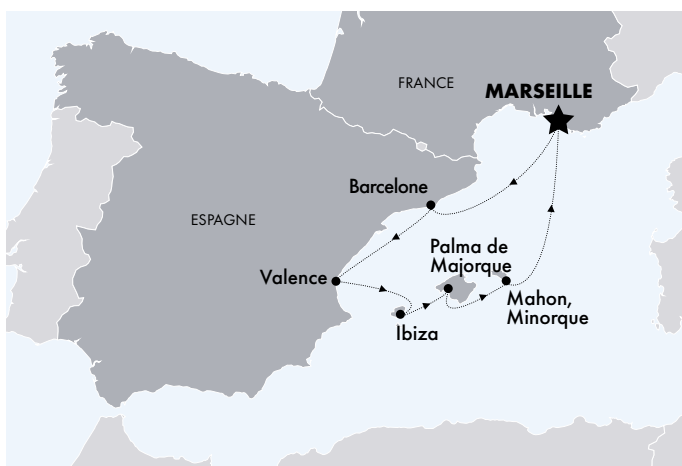 FRANCE
MARSEILLE
Barcelone
ESPAGNE
Palma de
Majorque
Valence
Mahon,
Minorque
Ibiza